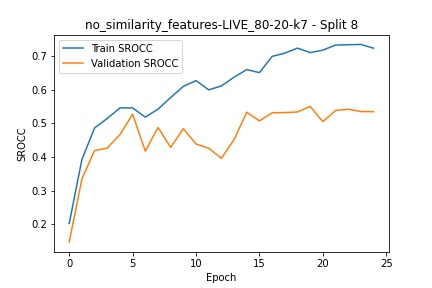 no_similarity_features-LIVE_80-20-k7 - Split 8
Train SROCC
Validation SROCC
SROCC
0.7
0.6
0.5
0.4
0.3
0.2
0
5
10
15
20
25
Epoch